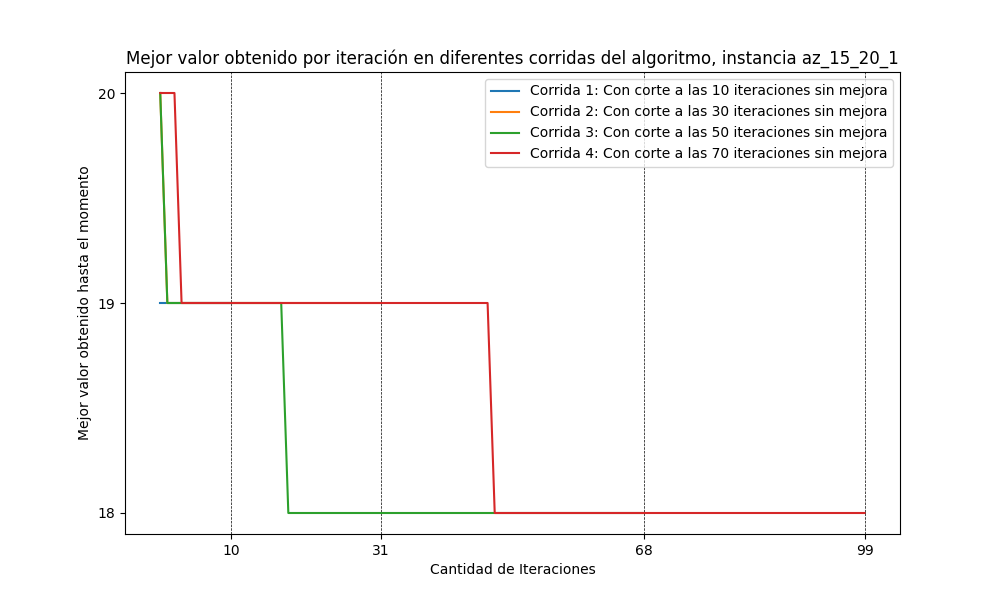 Mejor valor obtenido por iteración en diferentes corridas del algoritmo, instancia az_15_20_1
Corrida 1: Con corte a las 10 iteraciones sin mejora
Corrida 2: Con corte a las 30 iteraciones sin mejora
Corrida 3: Con corte a las 50 iteraciones sin mejora
Corrida 4: Con corte a las 70 iteraciones sin mejora
Mejor valor obtenido hasta el momento
20
19
18
10
31
68
99
Cantidad de Iteraciones